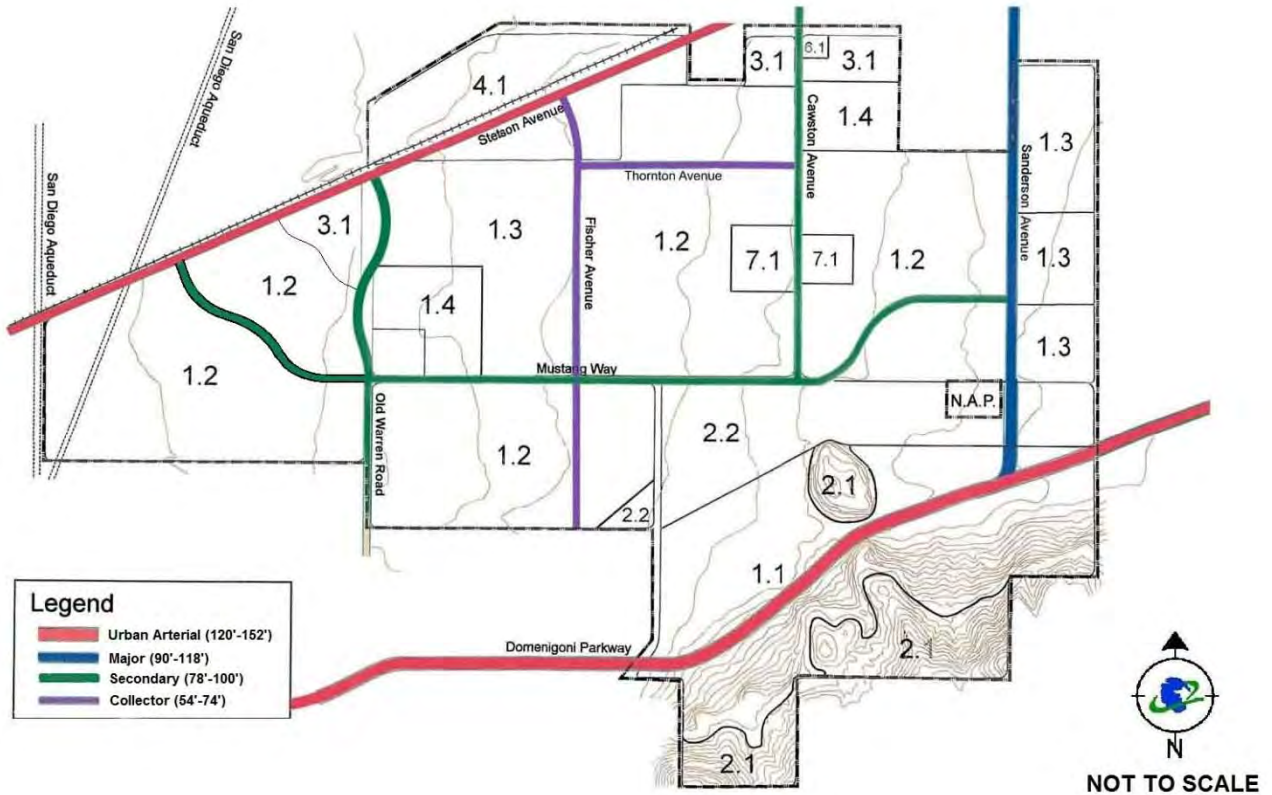 San Diego Aqueduct
San Diego Aqueduct
4.1
Stetson Avenue
3.1
6.1
3.1
1.4
Cawston Avenue
Sanderson Avenue
1.3
Thornton Avenue
3.1
1.3
Fischer Avenue
1.2
7.1
7.1
1.2
1.3
1.2
1.4
1.3
1.2
Mustang Way
N.A.P.
Old Warren Road
1.2
2.2
2.1
2.2
1.1
Domenigoni Parkway
2.1
2.1
Legend
Urban Arterial (120'-152')
Major (90'-118')
Secondary (78'-100')
Collector (54'-74')
N
NOT TO SCALE